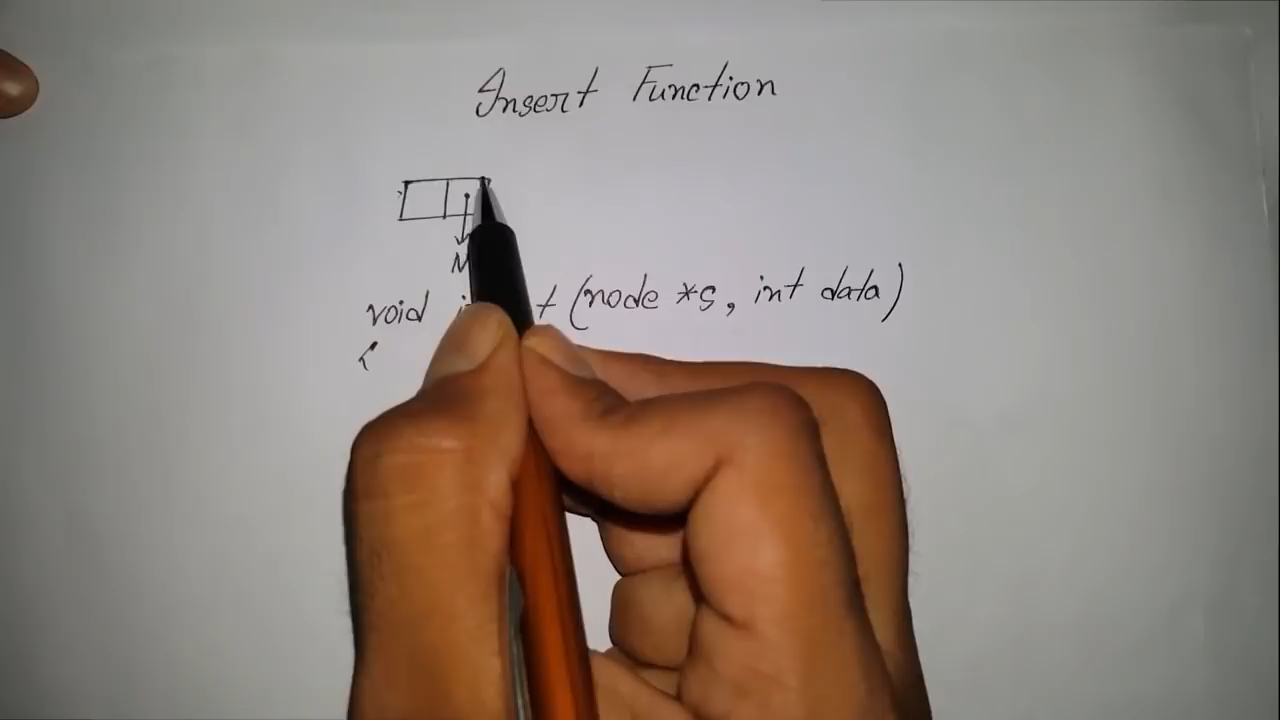 Insert Function
void (node *s, int data)
{